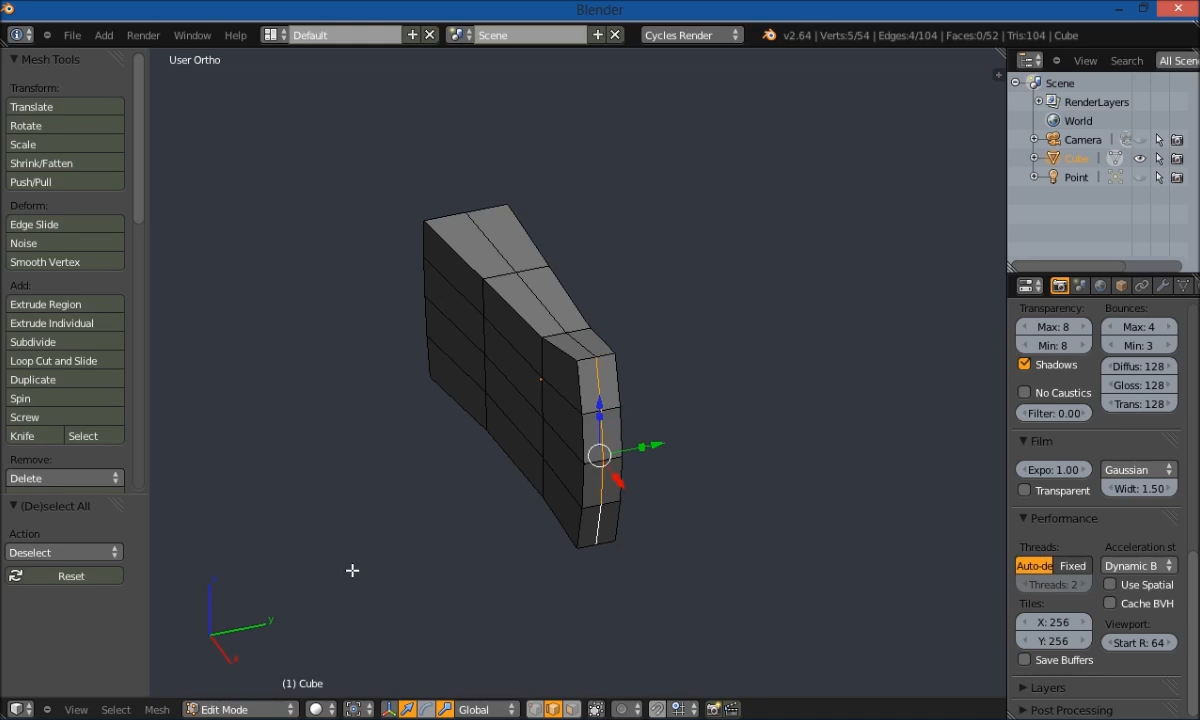 Blender
File Add Render Window Help Default Scene Cycles Render v2.64 | Verts:5/54 | Edges:4/104 | Faces:0/52 | Tris:104 | Cube
Mesh Tools
Transform:
Translate
Rotate
Scale
Shrink/Fatten
Push/Pull
Deform:
Edge Slide
Noise
Smooth Vertex
Add:
Extrude Region
Extrude Individual
Subdivide
Loop Cut and Slide
Duplicate
Spin
Screw
Knife Select
Remove:
Delete
(De)select All
Action
Deselect
Reset
User Ortho
z
y
x
(1) Cube
View Select Mesh Edit Mode Global
View Search All Scen
Scene
RenderLayers
World
Camera
Cube
Point
Transparency: Bounces:
Max: 8 Max: 4
Min: 8 Min: 3
Shadows Diffus: 128
Gloss: 128
No Caustics Trans: 128
Filter: 0.00
Film
Expo: 1.00 Gaussian
Transparent Widt: 1.50
Performance
Threads: Acceleration st
Auto-de Fixed Dynamic B
Threads: 2 Use Spatial
Tiles: Cache BVH
X: 256 Viewport:
Y: 256 Start R: 64
Save Buffers
Layers
Post Processing